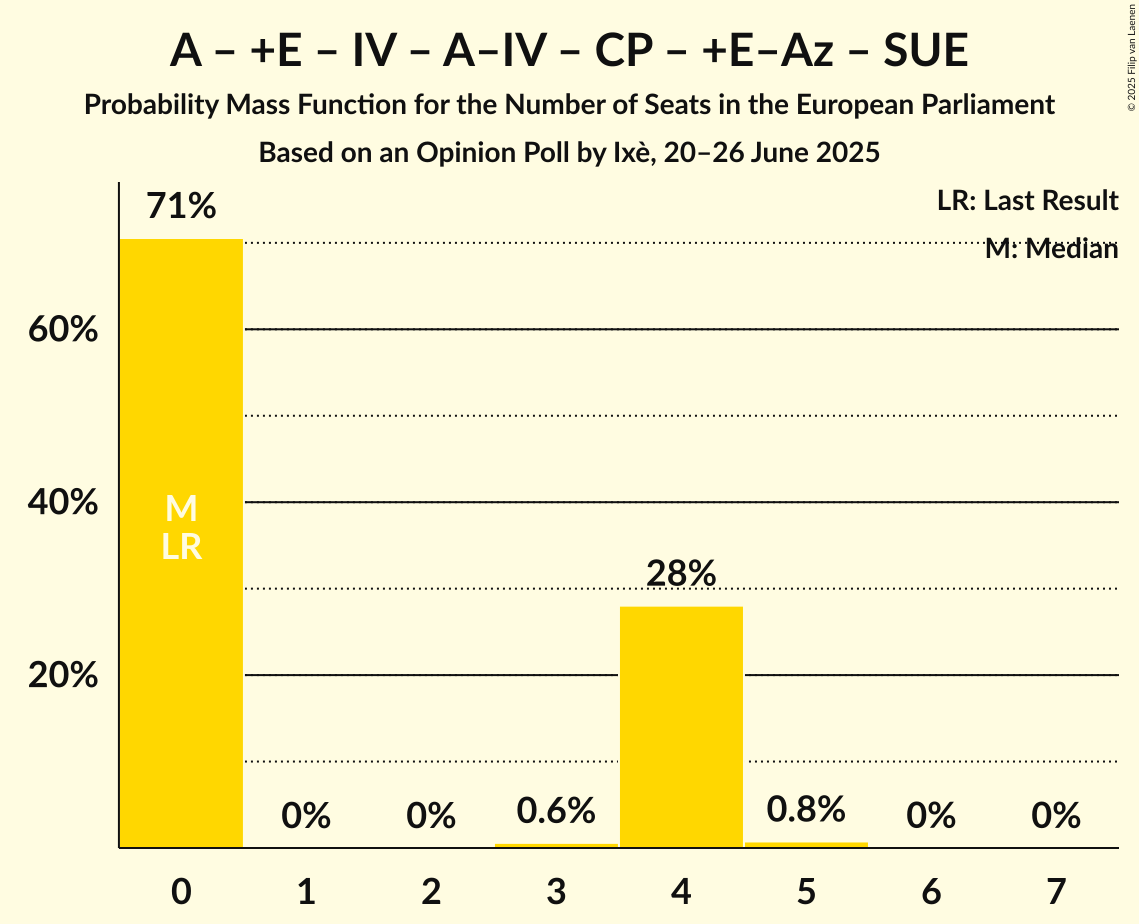 A – +E – IV – A–IV – CP – +E–Az – SUE
Probability Mass Function for the Number of Seats in the European Parliament
Based on an Opinion Poll by Ixè, 20–26 June 2025
© 2025 Filip van Laenen
LR: Last Result
M: Median
71%
60%
40%
20%
M
LR
0%
0%
0.6%
28%
0.8%
0%
0%
0 1 2 3 4 5 6 7